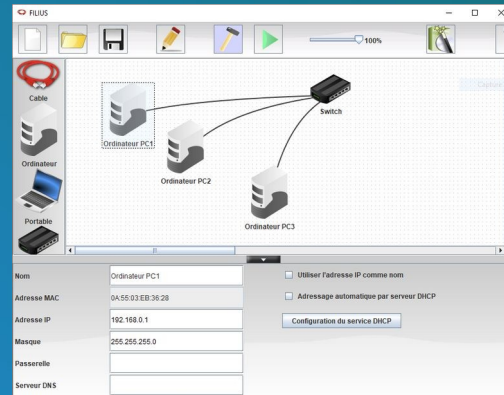 FILIUS
100%
Cable
Ordinateur
Portable
Ordinateur PC1
Ordinateur PC2
Ordinateur PC3
Switch
Capture
Nom
Ordinateur PC1
Utiliser l'adresse IP comme nom
Adresse MAC
0A:55:03:EB:36:28
Adressage automatique par serveur DHCP
Adresse IP
192.168.0.1
Configuration du service DHCP
Masque
255.255.255.0
Passerelle
Serveur DNS